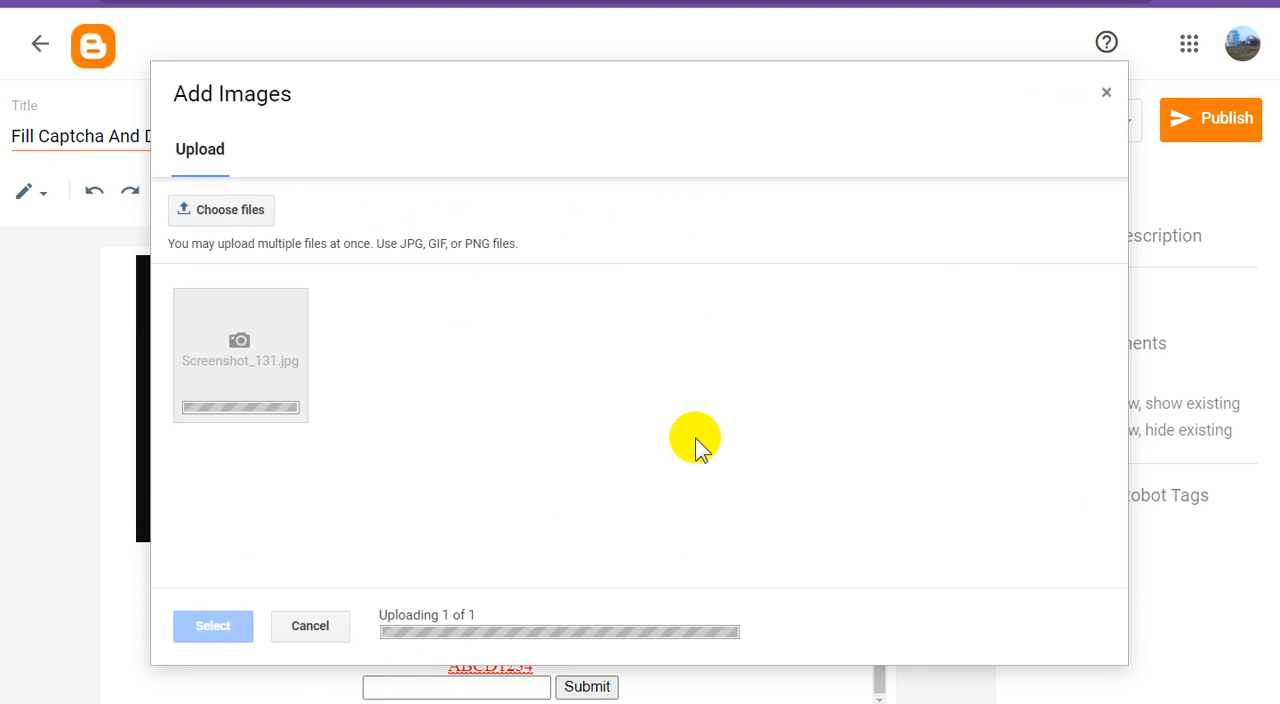 Add Images
×
Title
Publish
Fill Captcha And D
Upload
Choose files
escription
You may upload multiple files at once. Use JPG, GIF, or PNG files.
ents
Screenshot_131.jpg
w, show existing
w, hide existing
obot Tags
Select
Cancel
Uploading 1 of 1
ABCD1234
Submit